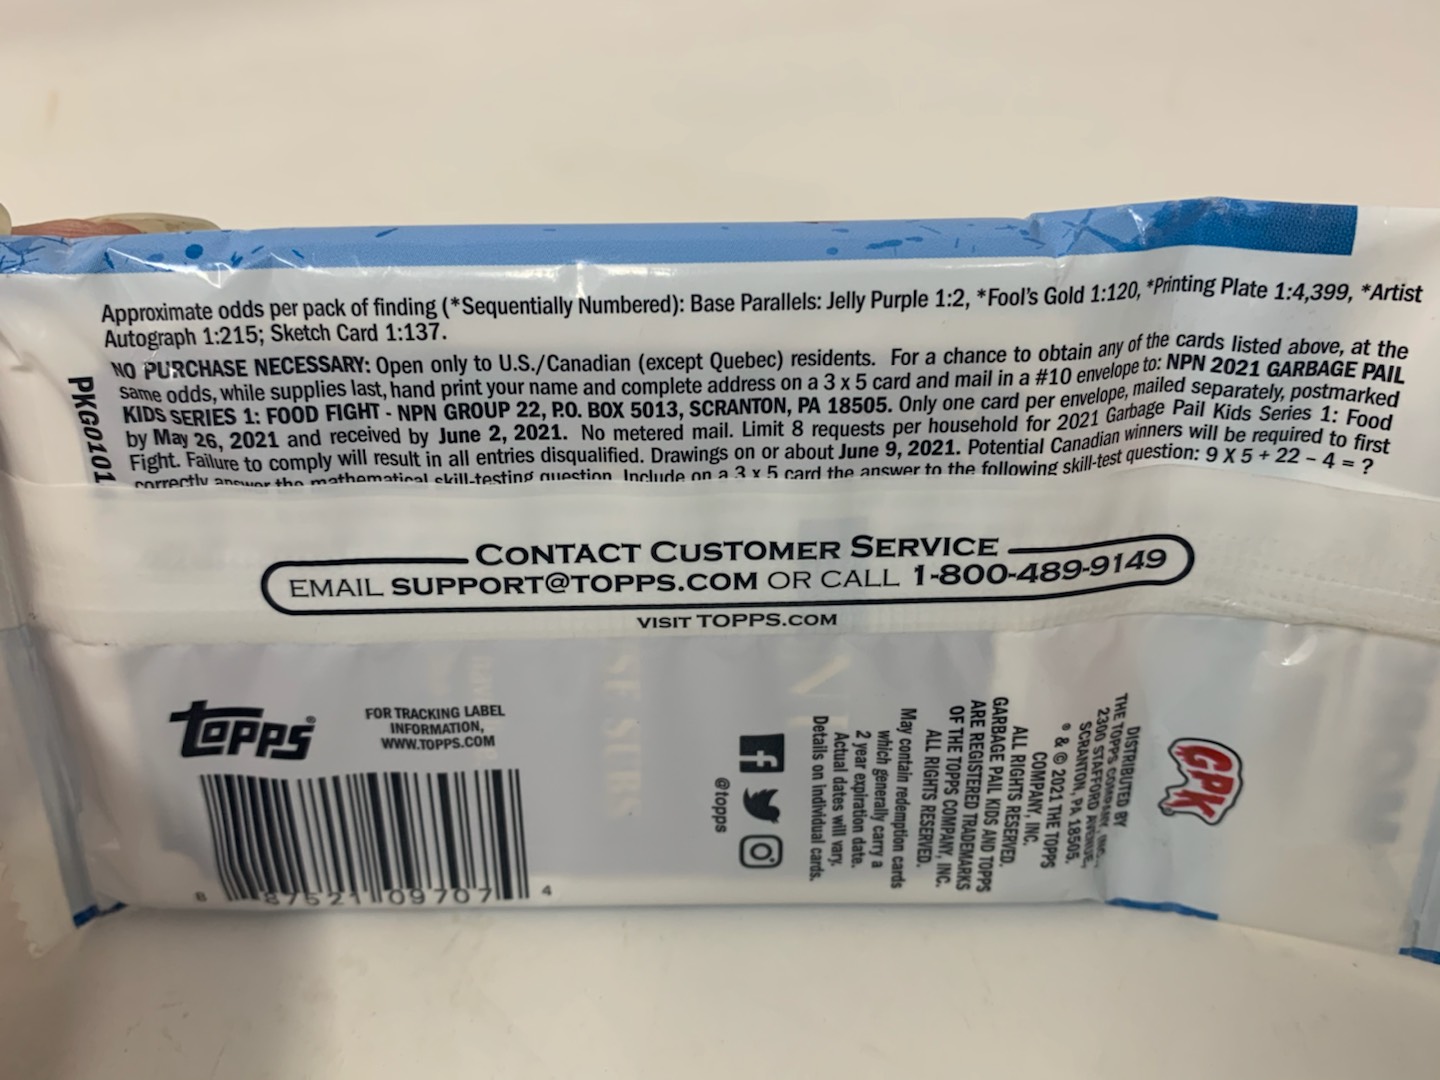 Approximate odds per pack of finding (*Sequentially Numbered): Base Parallels: Jelly Purple 1:2, *Fool's Gold 1:120, *Printing Plate 1:4,399, *Artist
Autograph 1:215; Sketch Card 1:137.
NO PURCHASE NECESSARY: Open only to U.S./Canadian (except Quebec) residents. For a chance to obtain any of the cards listed above, at the
same odds, while supplies last, hand print your name and complete address on a 3 x 5 card and mail in a #10 envelope to: NPN 2021 GARBAGE PAIL
KIDS SERIES 1: FOOD FIGHT - NPN GROUP 22, P.O. BOX 5013, SCRANTON, PA 18505. Only one card per envelope, mailed separately, postmarked
by May 26, 2021 and received by June 2, 2021. No metered mail. Limit 8 requests per household for 2021 Garbage Pail Kids Series 1: Food
Fight. Failure to comply will result in all entries disqualified. Drawings on or about June 9, 2021. Potential Canadian winners will be required to first
correctly answer the mathematical skill-testing question. Include on a 3 x 5 card the answer to the following skill-test question: 9 X 5 + 22 – 4 = ?
PKG0101
CONTACT CUSTOMER SERVICE
EMAIL SUPPORT@TOPPS.COM OR CALL 1-800-489-9149
VISIT TOPPS.COM
TOPPS®
FOR TRACKING LABEL
INFORMATION,
WWW.TOPPS.COM
8 87521 09707 4
@topps
May contain redemption cards
which generally carry a
2 year expiration date.
Actual dates will vary.
Details on individual cards.
DISTRIBUTED BY
THE TOPPS COMPANY, INC.
2300 STAFFORD AVENUE,
SCRANTON, PA 18505.
® & © 2021 THE TOPPS
COMPANY, INC.
ALL RIGHTS RESERVED.
GARBAGE PAIL KIDS AND TOPPS
ARE REGISTERED TRADEMARKS
OF THE TOPPS COMPANY, INC.
ALL RIGHTS RESERVED.
GPK